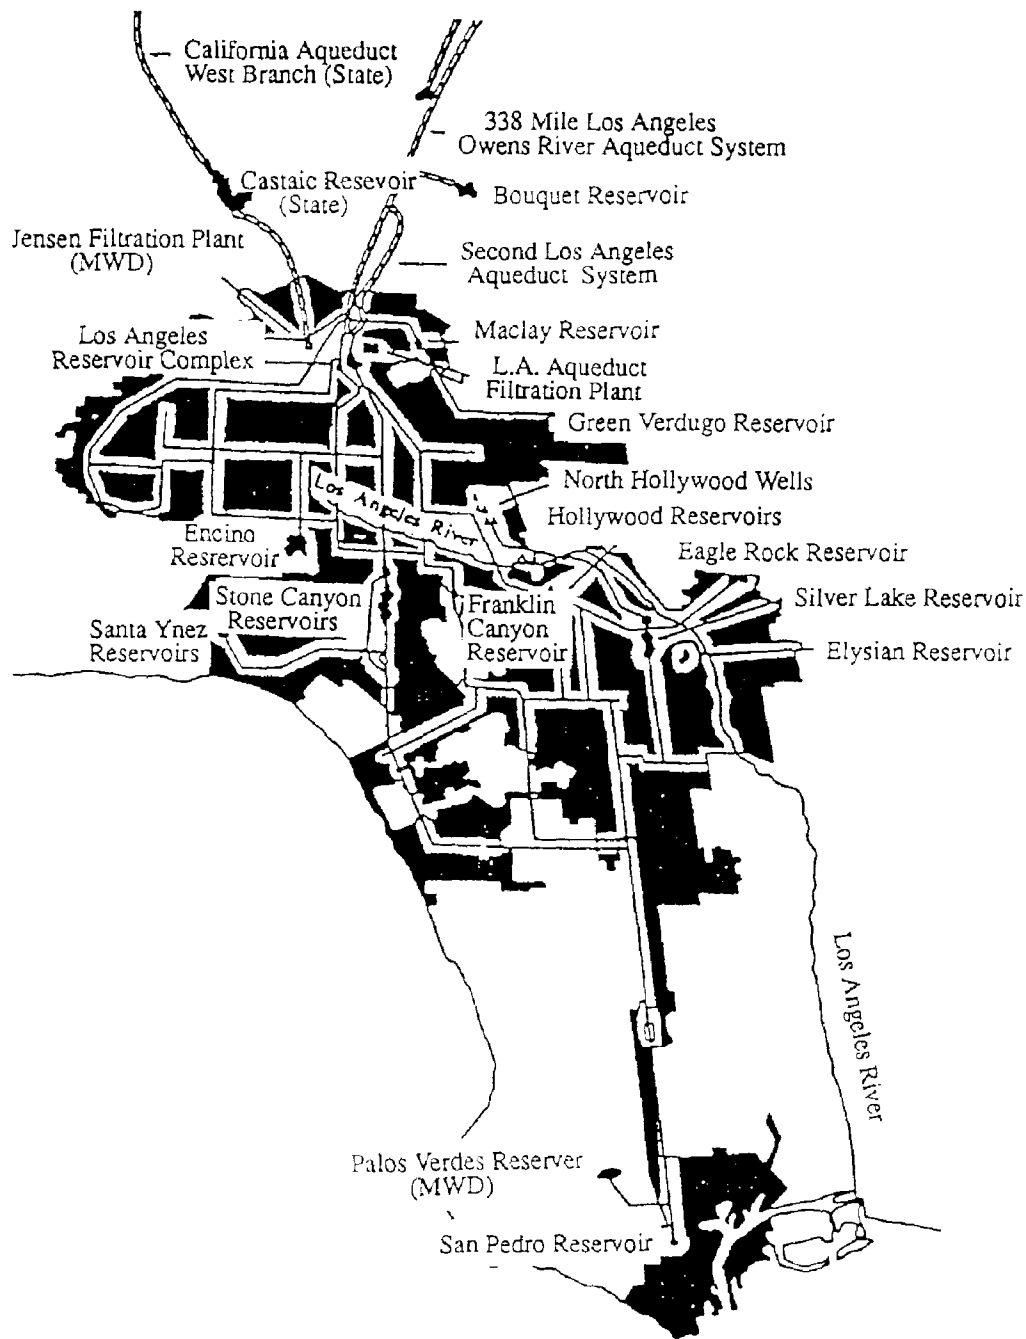 California Aqueduct
West Branch (State)
338 Mile Los Angeles
Owens River Aqueduct System
Castaic Resevoir
(State)
Bouquet Reservoir
Jensen Filtration Plant
(MWD)
Second Los Angeles
Aqueduct System
Los Angeles
Reservoir Complex
Maclay Reservoir
L.A. Aqueduct
Filtration Plant
Green Verdugo Reservoir
North Hollywood Wells
Los Angeles River
Hollywood Reservoirs
Encino
Resrervoir
Eagle Rock Reservoir
Stone Canyon
Reservoirs
Franklin
Canyon
Reservoir
Silver Lake Reservoir
Santa Ynez
Reservoirs
Elysian Reservoir
Los Angeles River
Palos Verdes Reserver
(MWD)
San Pedro Reservoir